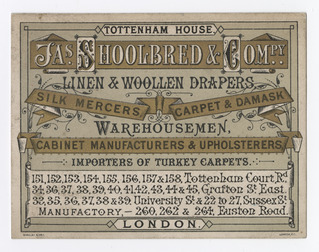 TOTTENHAM HOUSE.
JAS. SHOOLBRED & COMPY.
LINEN & WOOLLEN DRAPERS
SILK MERCERS CARPET & DAMASK
WAREHOUSEMEN,
CABINET MANUFACTURERS & UPHOLSTERERS
IMPORTERS OF TURKEY CARPETS.
151, 152, 153, 154, 155, 156, 157 & 158, Tottenham Court Rd.
34, 36, 37, 38, 39, 40, 41, 42, 43, 44 & 45, Grafton St. East,
32, 35, 36, 37, 38 & 39, University St. & 22 to 27, Sussex St.
MANUFACTORY, – 260, 262 & 264, Euston Road.
LONDON.